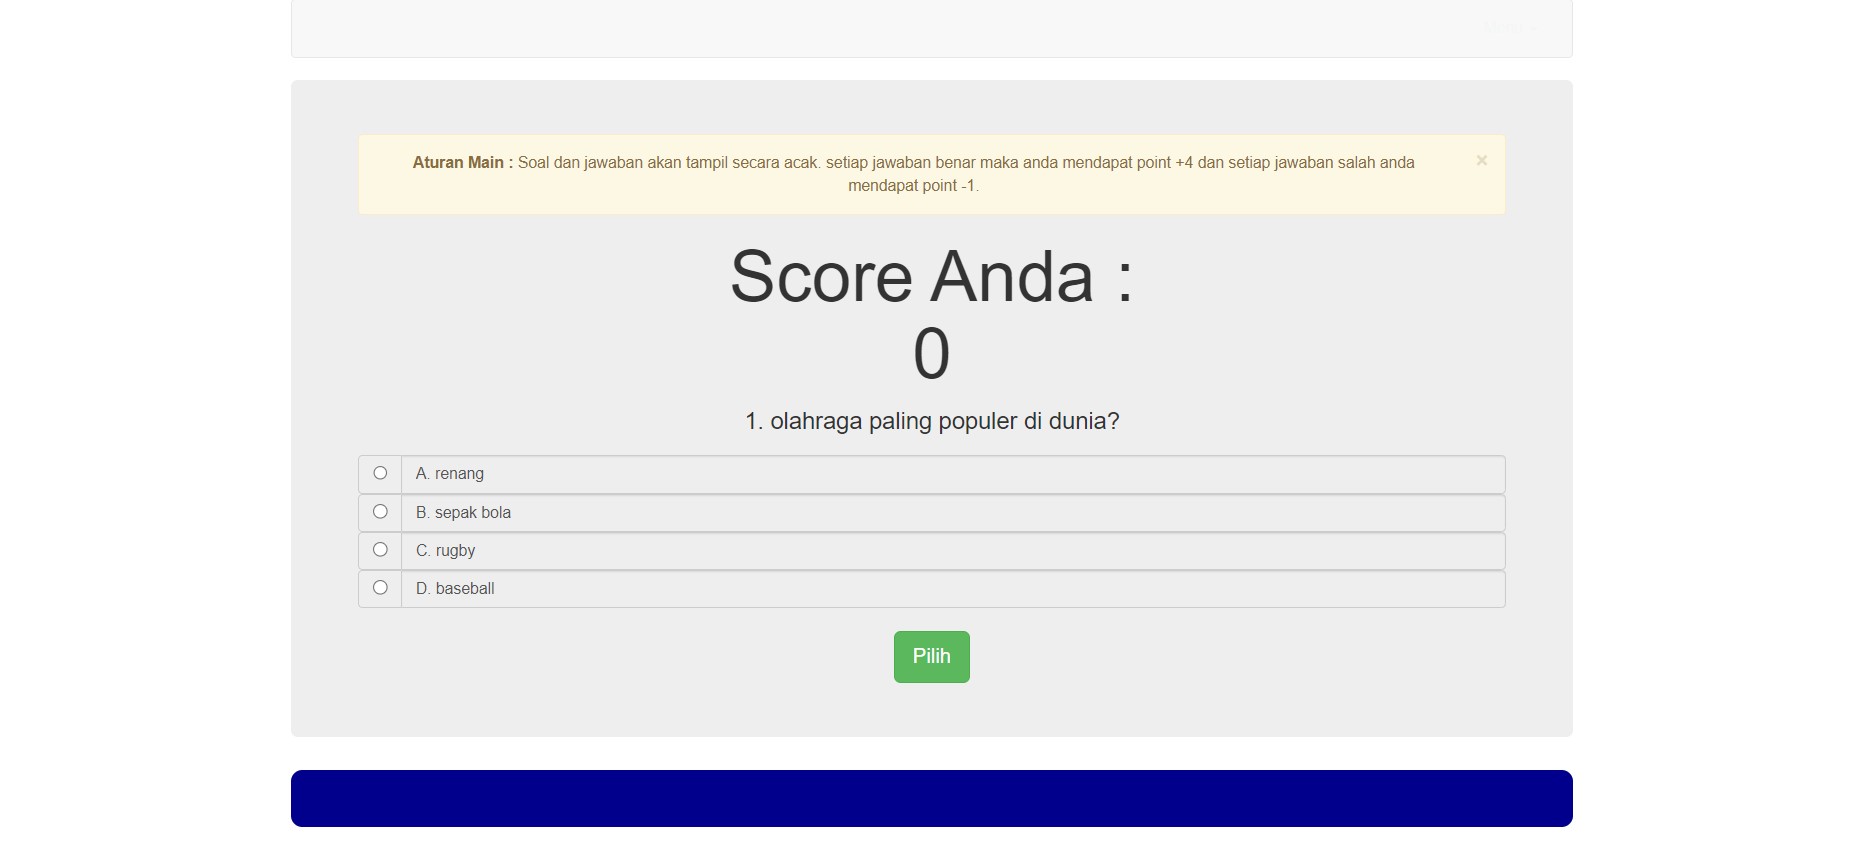 Aturan Main : Soal dan jawaban akan tampil secara acak. setiap jawaban benar maka anda mendapat point +4 dan setiap jawaban salah anda
mendapat point -1.
×
Score Anda :
0
1. olahraga paling populer di dunia?
A. renang
B. sepak bola
C. rugby
D. baseball
Pilih